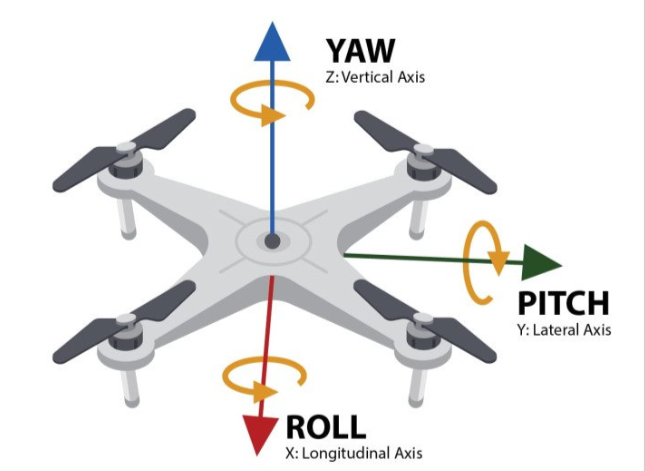 YAW
Z: Vertical Axis
PITCH
Y: Lateral Axis
ROLL
X: Longitudinal Axis